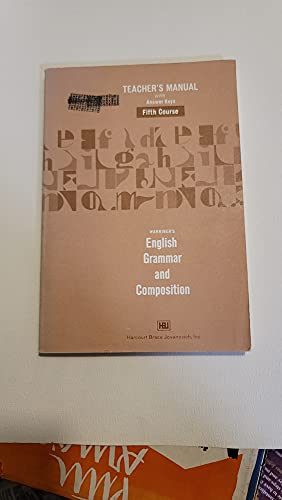 TEACHER'S MANUAL
with
Answer Keys
Fifth Course
WARRINER'S
English
Grammar
and
Composition
HBJ
Harcourt Brace Jovanovich, Inc.